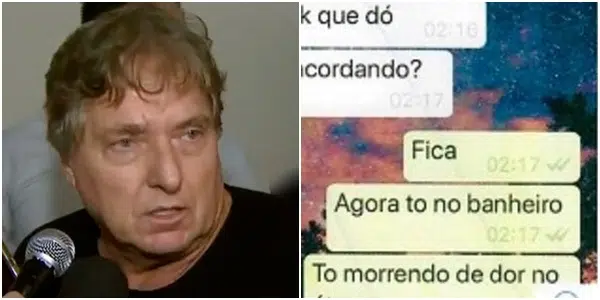 que dó
02:16
cordando?
02:17
Fica
02:17
Agora to no banheiro
02:17
To morrendo de dor no